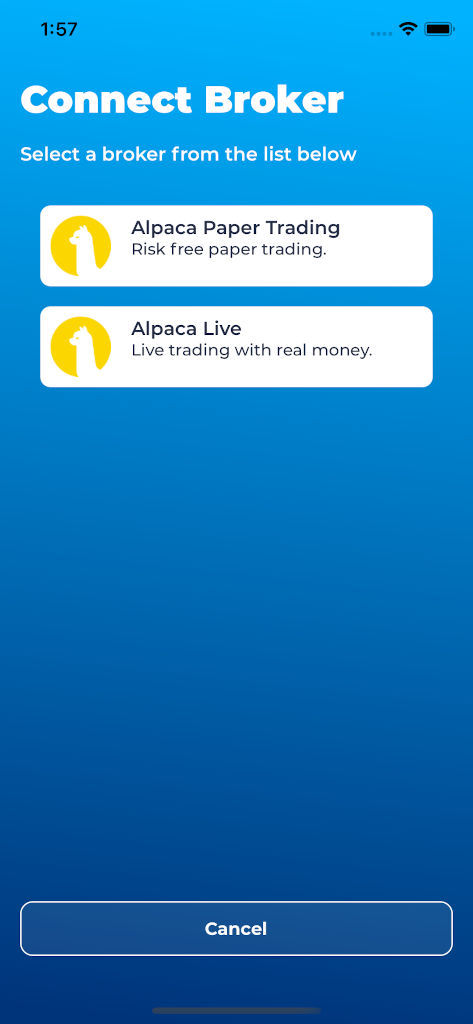 1:57
Connect Broker
Select a broker from the list below
Alpaca Paper Trading
Risk free paper trading.
Alpaca Live
Live trading with real money.
Cancel